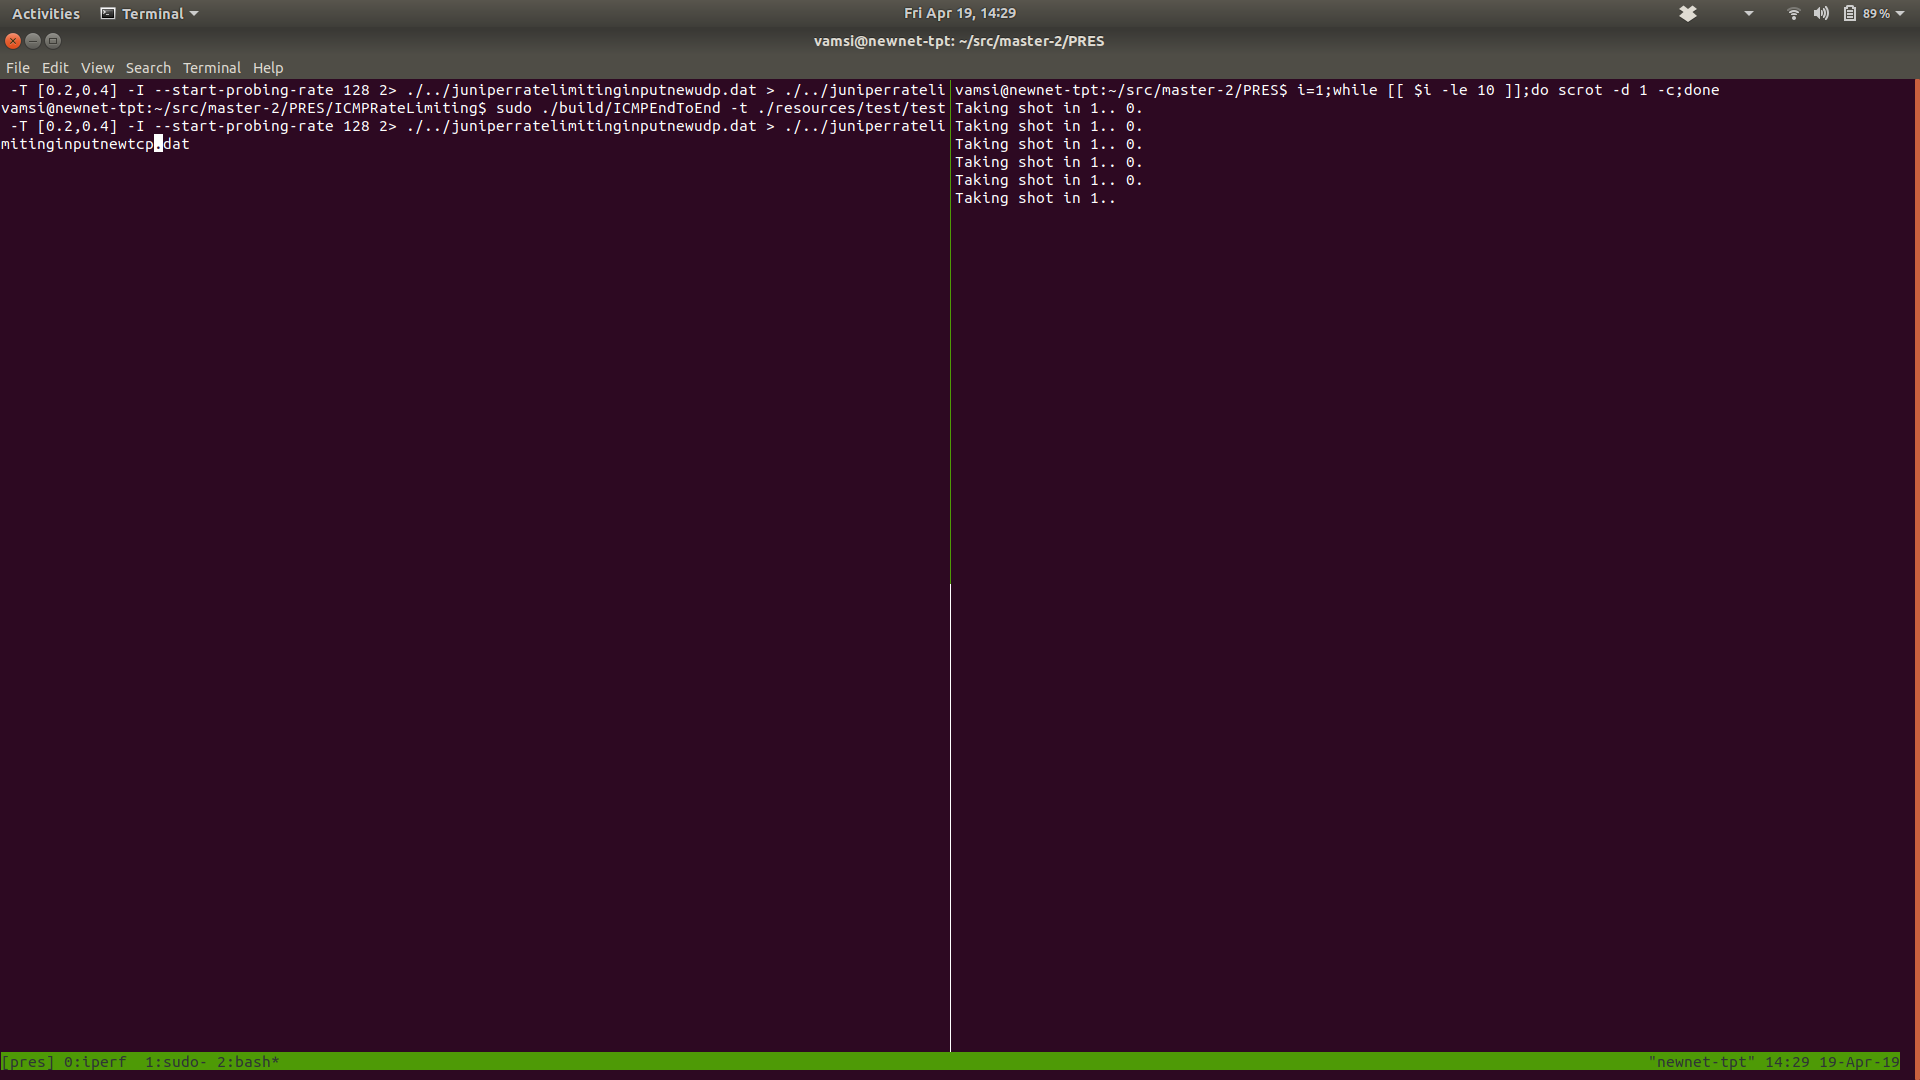 Activities Terminal Fri Apr 19, 14:29 89 %
vamsi@newnet-tpt: ~/src/master-2/PRES
File Edit View Search Terminal Help
-T [0.2,0.4] -I --start-probing-rate 128 2> ./../juniperratelimitinginputnewudp.dat > ./../juniperrateli
vamsi@newnet-tpt:~/src/master-2/PRES/ICMPRateLimiting$ sudo ./build/ICMPEndToEnd -t ./resources/test/test
-T [0.2,0.4] -I --start-probing-rate 128 2> ./../juniperratelimitinginputnewudp.dat > ./../juniperrateli
mitinginputnewtcp.dat
vamsi@newnet-tpt:~/src/master-2/PRES$ i=1;while [[ $i -le 10 ]];do scrot -d 1 -c;done
Taking shot in 1.. 0.
Taking shot in 1.. 0.
Taking shot in 1.. 0.
Taking shot in 1.. 0.
Taking shot in 1.. 0.
Taking shot in 1..
[pres] 0:iperf  1:sudo- 2:bash* "newnet-tpt" 14:29 19-Apr-19